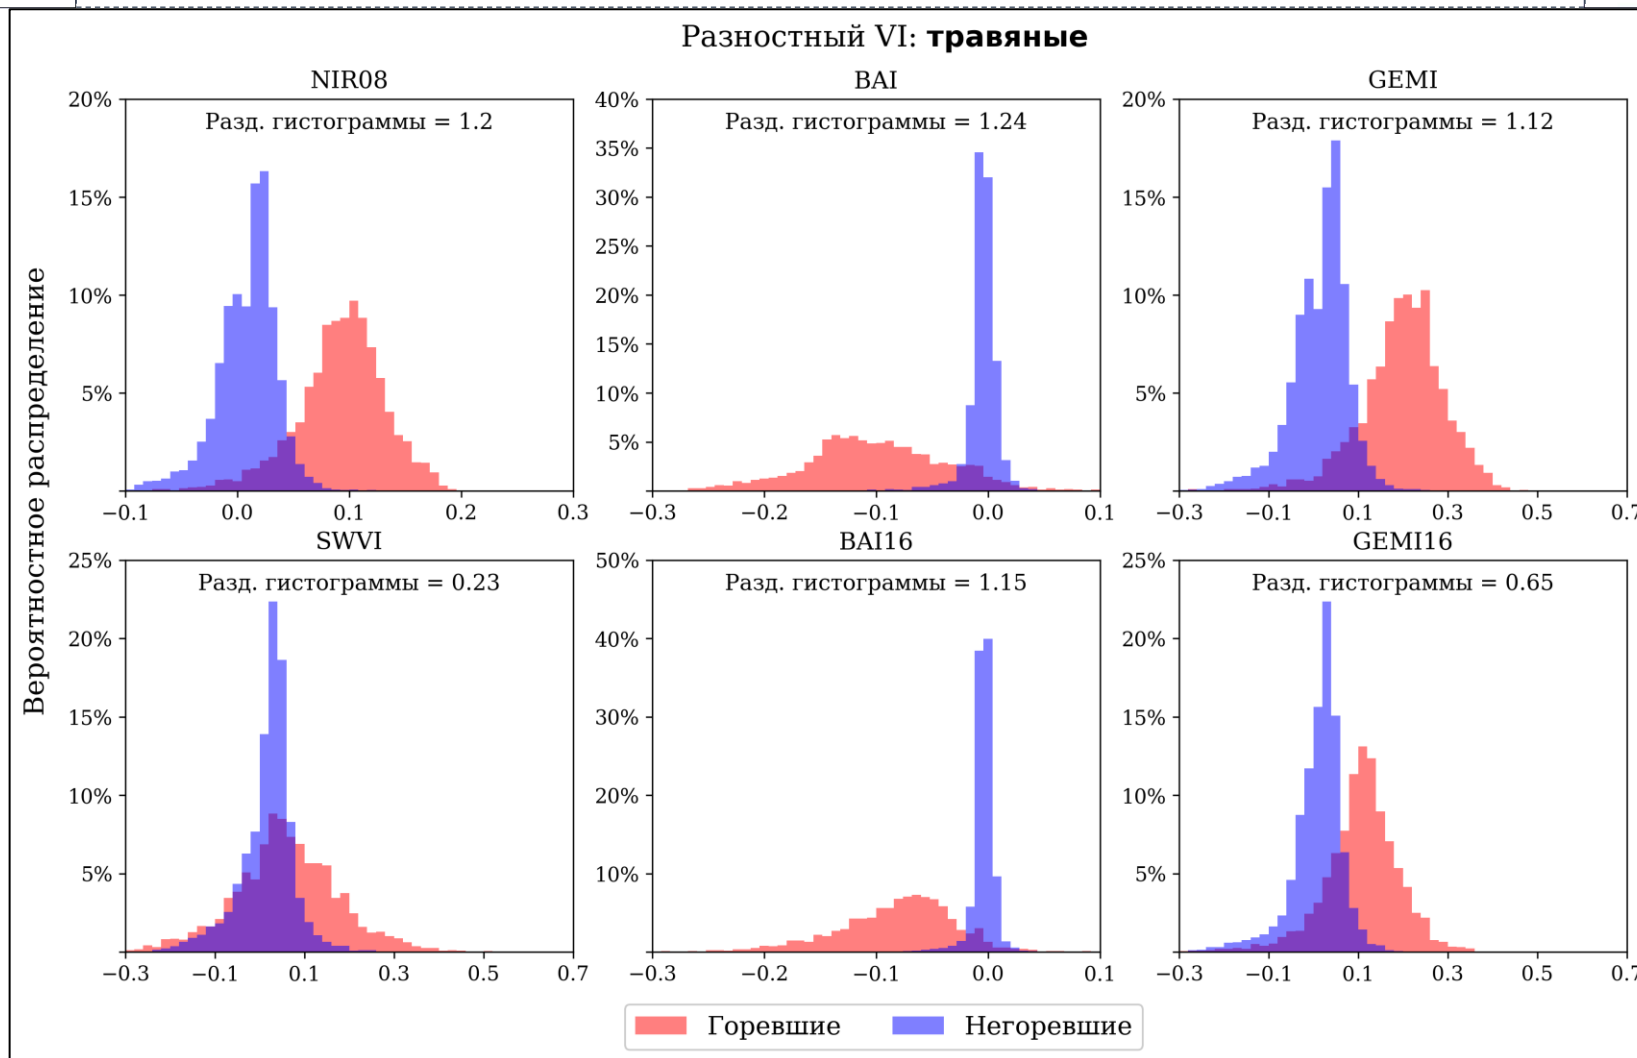 Разностный VI: травяные
Вероятностное распределение
NIR08
Разд. гистограммы = 1.2
20%
15%
10%
5%
−0.1 0.0 0.1 0.2 0.3
BAI
Разд. гистограммы = 1.24
40%
35%
30%
25%
20%
15%
10%
5%
−0.3 −0.2 −0.1 0.0 0.1
GEMI
Разд. гистограммы = 1.12
20%
15%
10%
5%
−0.3 −0.1 0.1 0.3 0.5 0.7
SWVI
Разд. гистограммы = 0.23
25%
20%
15%
10%
5%
−0.3 −0.1 0.1 0.3 0.5 0.7
BAI16
Разд. гистограммы = 1.15
50%
40%
30%
20%
10%
−0.3 −0.2 −0.1 0.0 0.1
GEMI16
Разд. гистограммы = 0.65
25%
20%
15%
10%
5%
−0.3 −0.1 0.1 0.3 0.5 0.7
Горевшие Негоревшие